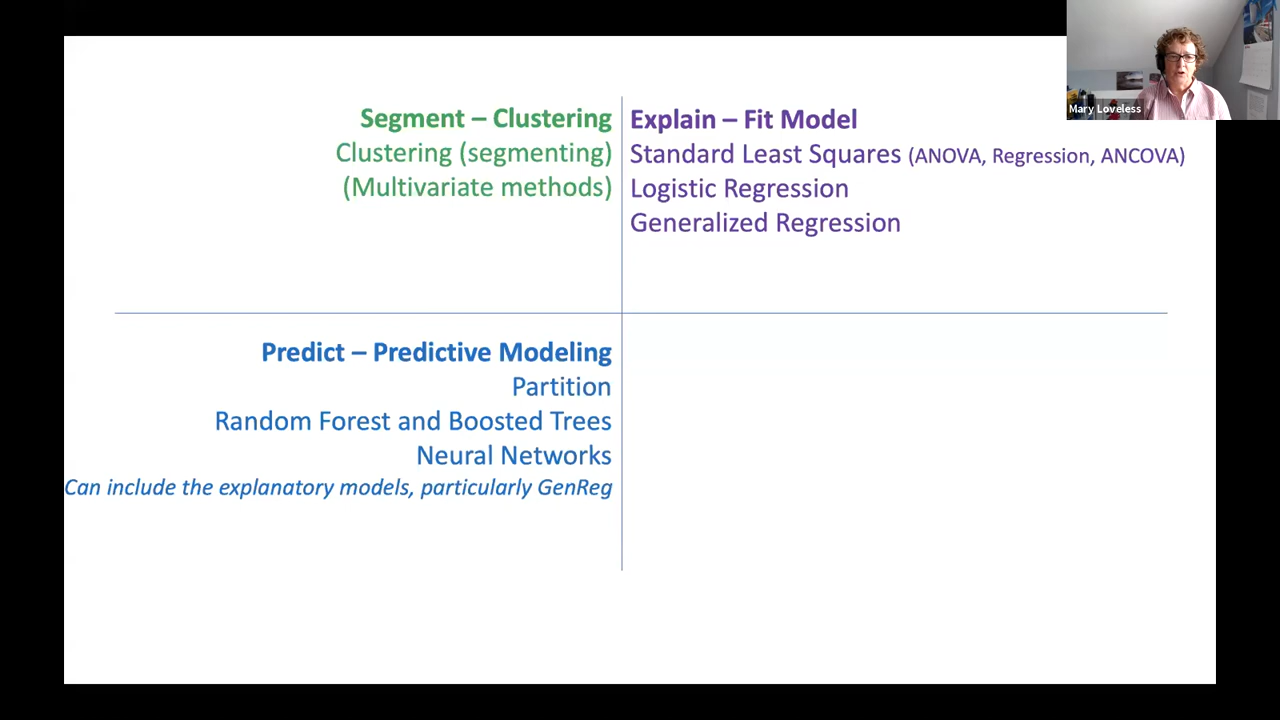 Segment – Clustering
Clustering (segmenting)
(Multivariate methods)
Explain – Fit Model
Standard Least Squares (ANOVA, Regression, ANCOVA)
Logistic Regression
Generalized Regression
Predict – Predictive Modeling
Partition
Random Forest and Boosted Trees
Neural Networks
Can include the explanatory models, particularly GenReg
Mary Loveless